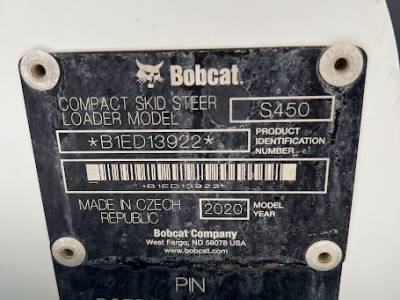 Bobcat.
COMPACT SKID STEER
LOADER MODEL
S450
*B1ED13922*
PRODUCT
IDENTIFICATION
NUMBER
*B1ED13922*
MADE IN CZECH
REPUBLIC
2020
MODEL
YEAR
Bobcat Company
West Fargo, ND 58078 USA
www.bobcat.com
PIN